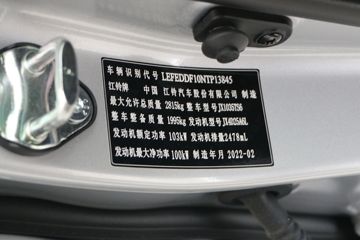 车辆识别代号 LEFEDDF10NTP13845
江铃牌 中国 江铃汽车股份有限公司 制造
最大允许总质量 2815kg 整车型号 JX1035TS6
整车整备质量 1995kg 发动机型号 JX4D25A6L
发动机额定功率 103kW 发动机排量 2478mL
发动机最大净功率 100kW 制造年月 2022-02